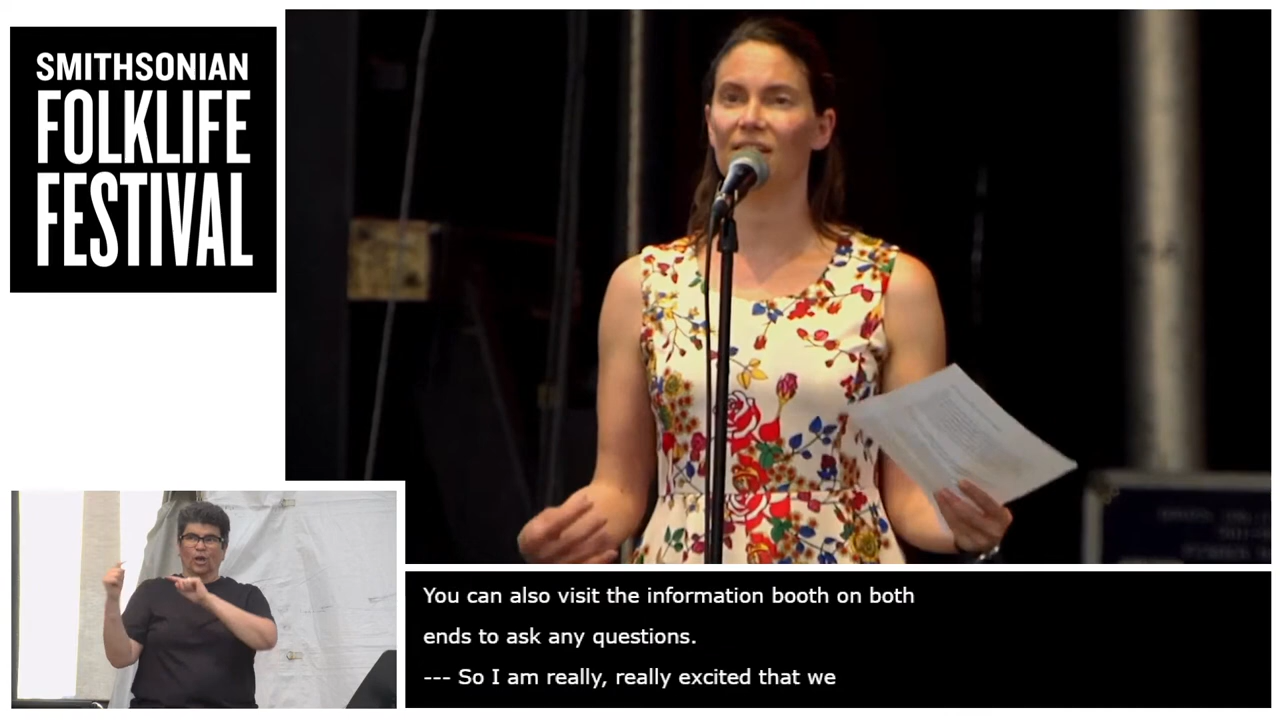 SMITHSONIAN
FOLKLIFE
FESTIVAL
You can also visit the information booth on both
ends to ask any questions.
--- So I am really, really excited that we